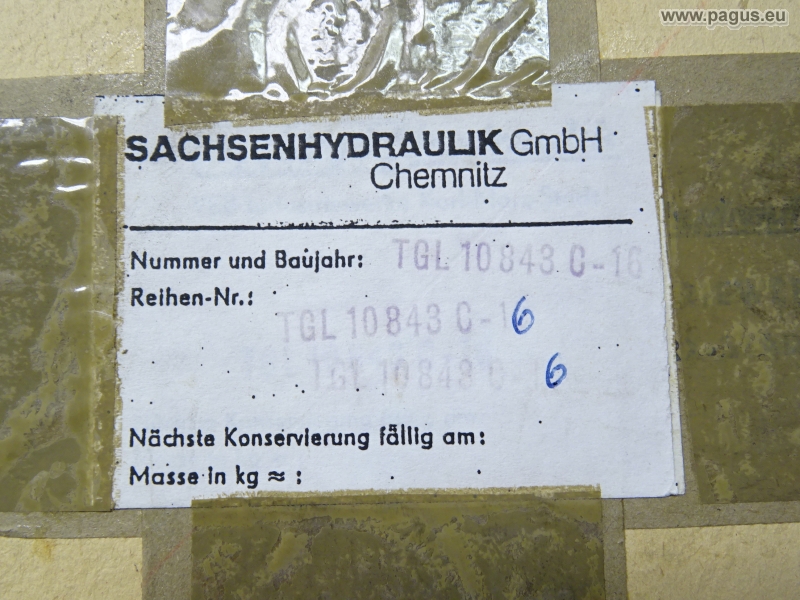 www.pagus.eu
SACHSENHYDRAULIK GmbH
Chemnitz
Nummer und Baujahr: TGL 10843 C-16
Reihen-Nr.:
TGL 10843 C-16
TGL 10843 C-16
Nächste Konservierung fällig am:
Masse in kg ≈ :